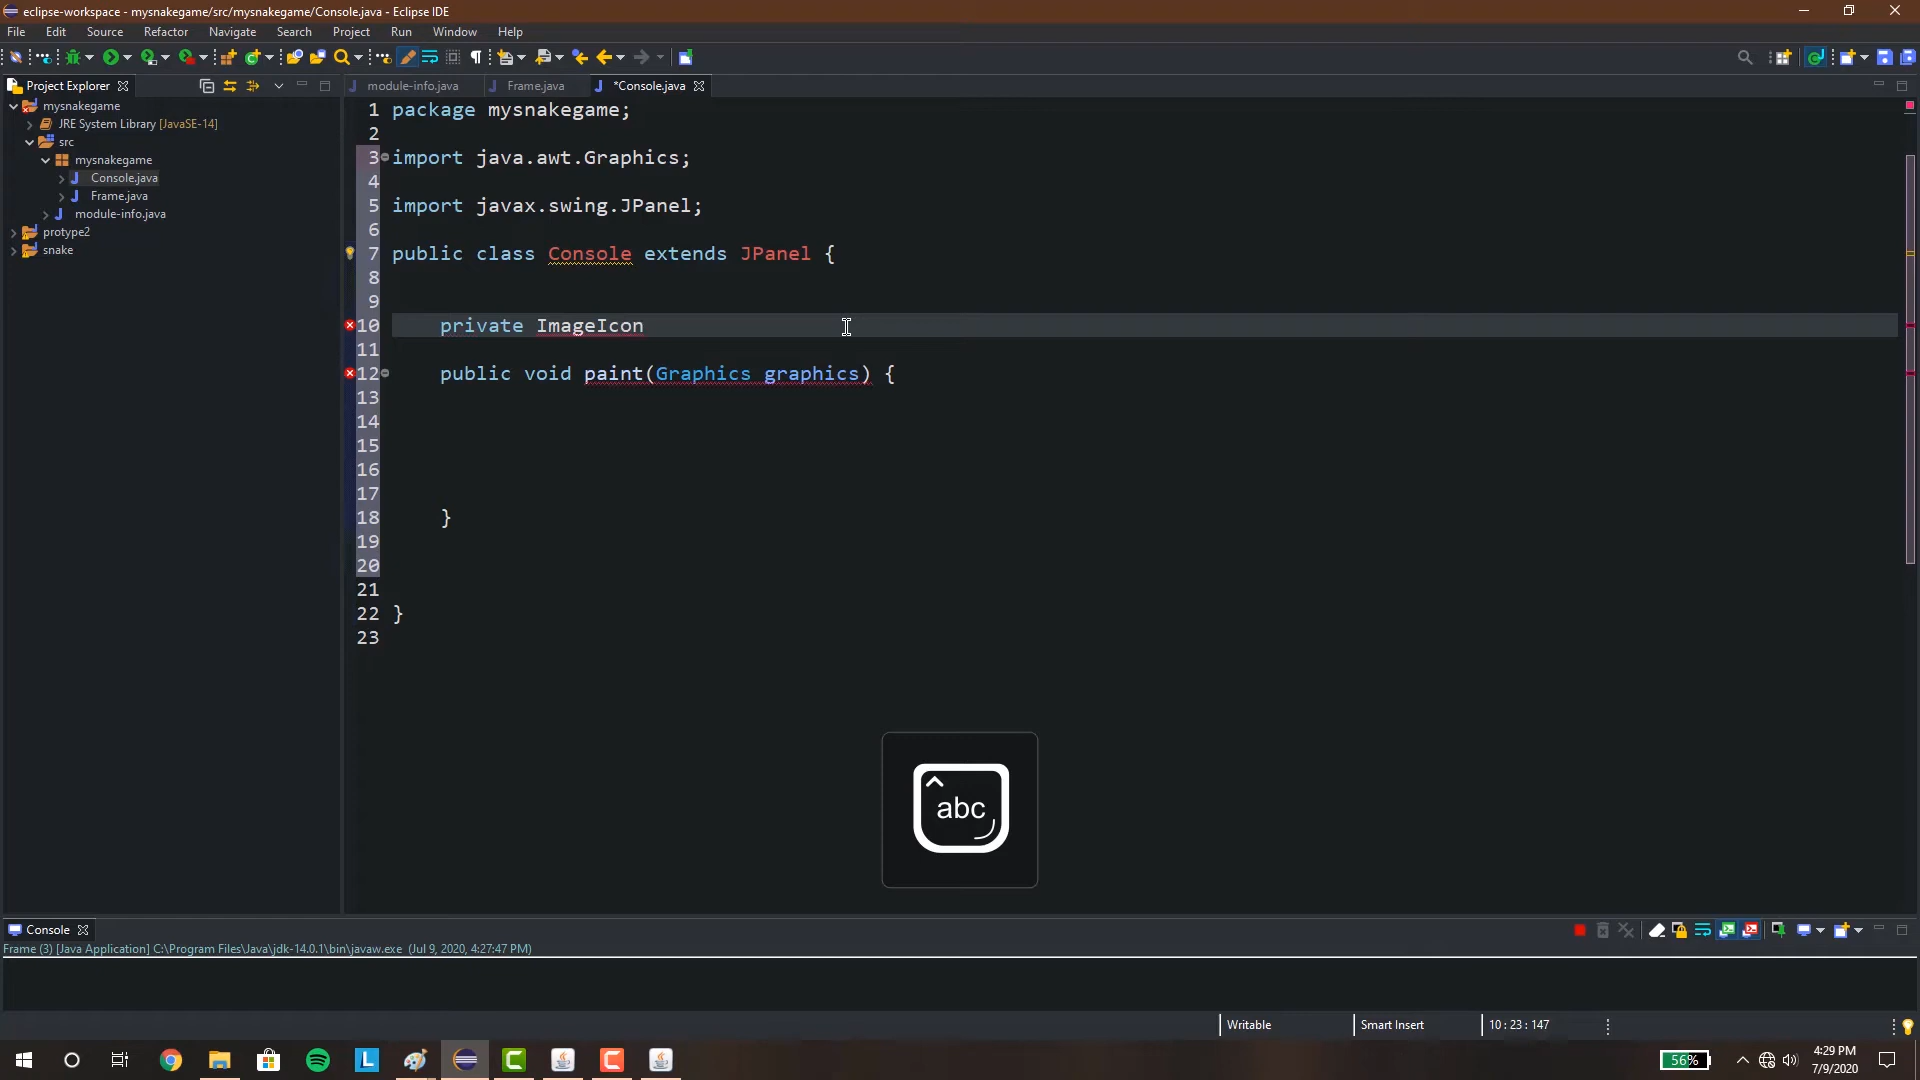 eclipse-workspace - mysnakegame/src/mysnakegame/Console.java - Eclipse IDE
File Edit Source Refactor Navigate Search Project Run Window Help
Project Explorer
module-info.java
Frame.java
*Console.java
mysnakegame
JRE System Library [JavaSE-14]
src
mysnakegame
Console.java
Frame.java
module-info.java
protype2
snake
1 package mysnakegame;
2
3 import java.awt.Graphics;
4
5 import javax.swing.JPanel;
6
7 public class Console extends JPanel {
8
9
10 private ImageIcon
11
12 public void paint(Graphics graphics) {
13
14
15
16
17
18 }
19
20
21
22 }
23
abc
Console
Frame (3) [Java Application] C:\Program Files\Java\jdk-14.0.1\bin\javaw.exe (Jul 9, 2020, 4:27:47 PM)
Writable
Smart Insert
10 : 23 : 147
L
56%
4:29 PM
7/9/2020